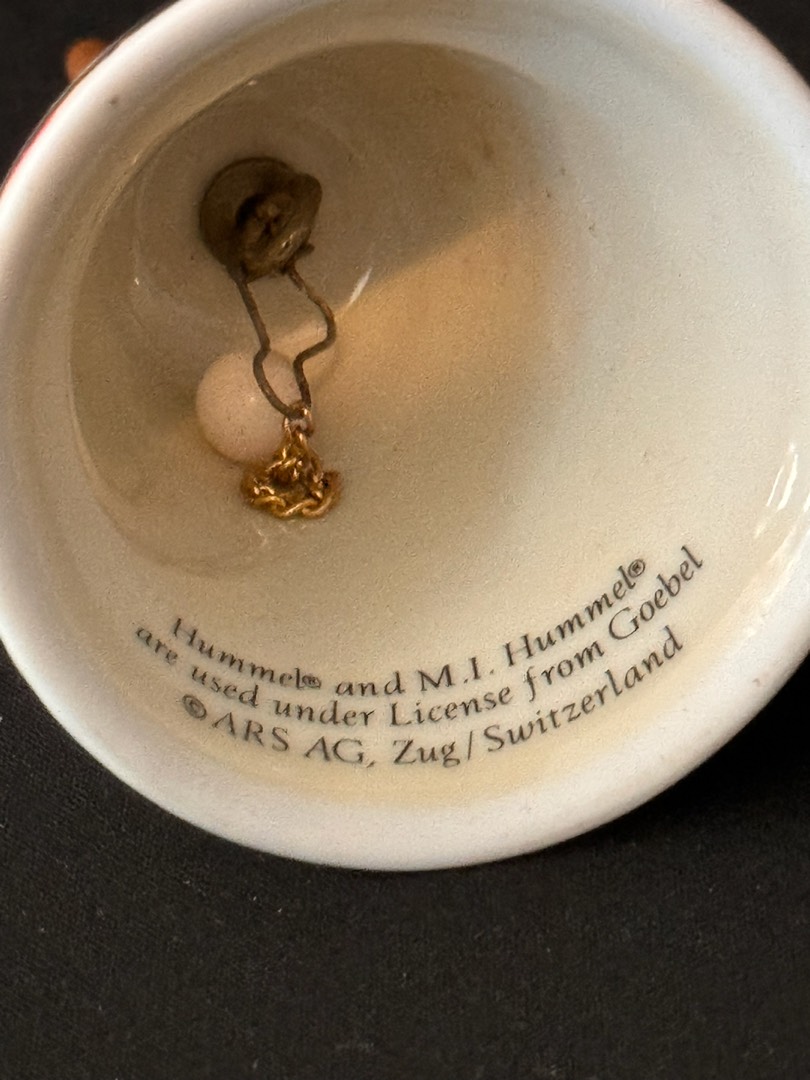 Hummel® and M.I. Hummel®
are used under License from Goebel
©ARS AG, Zug/Switzerland